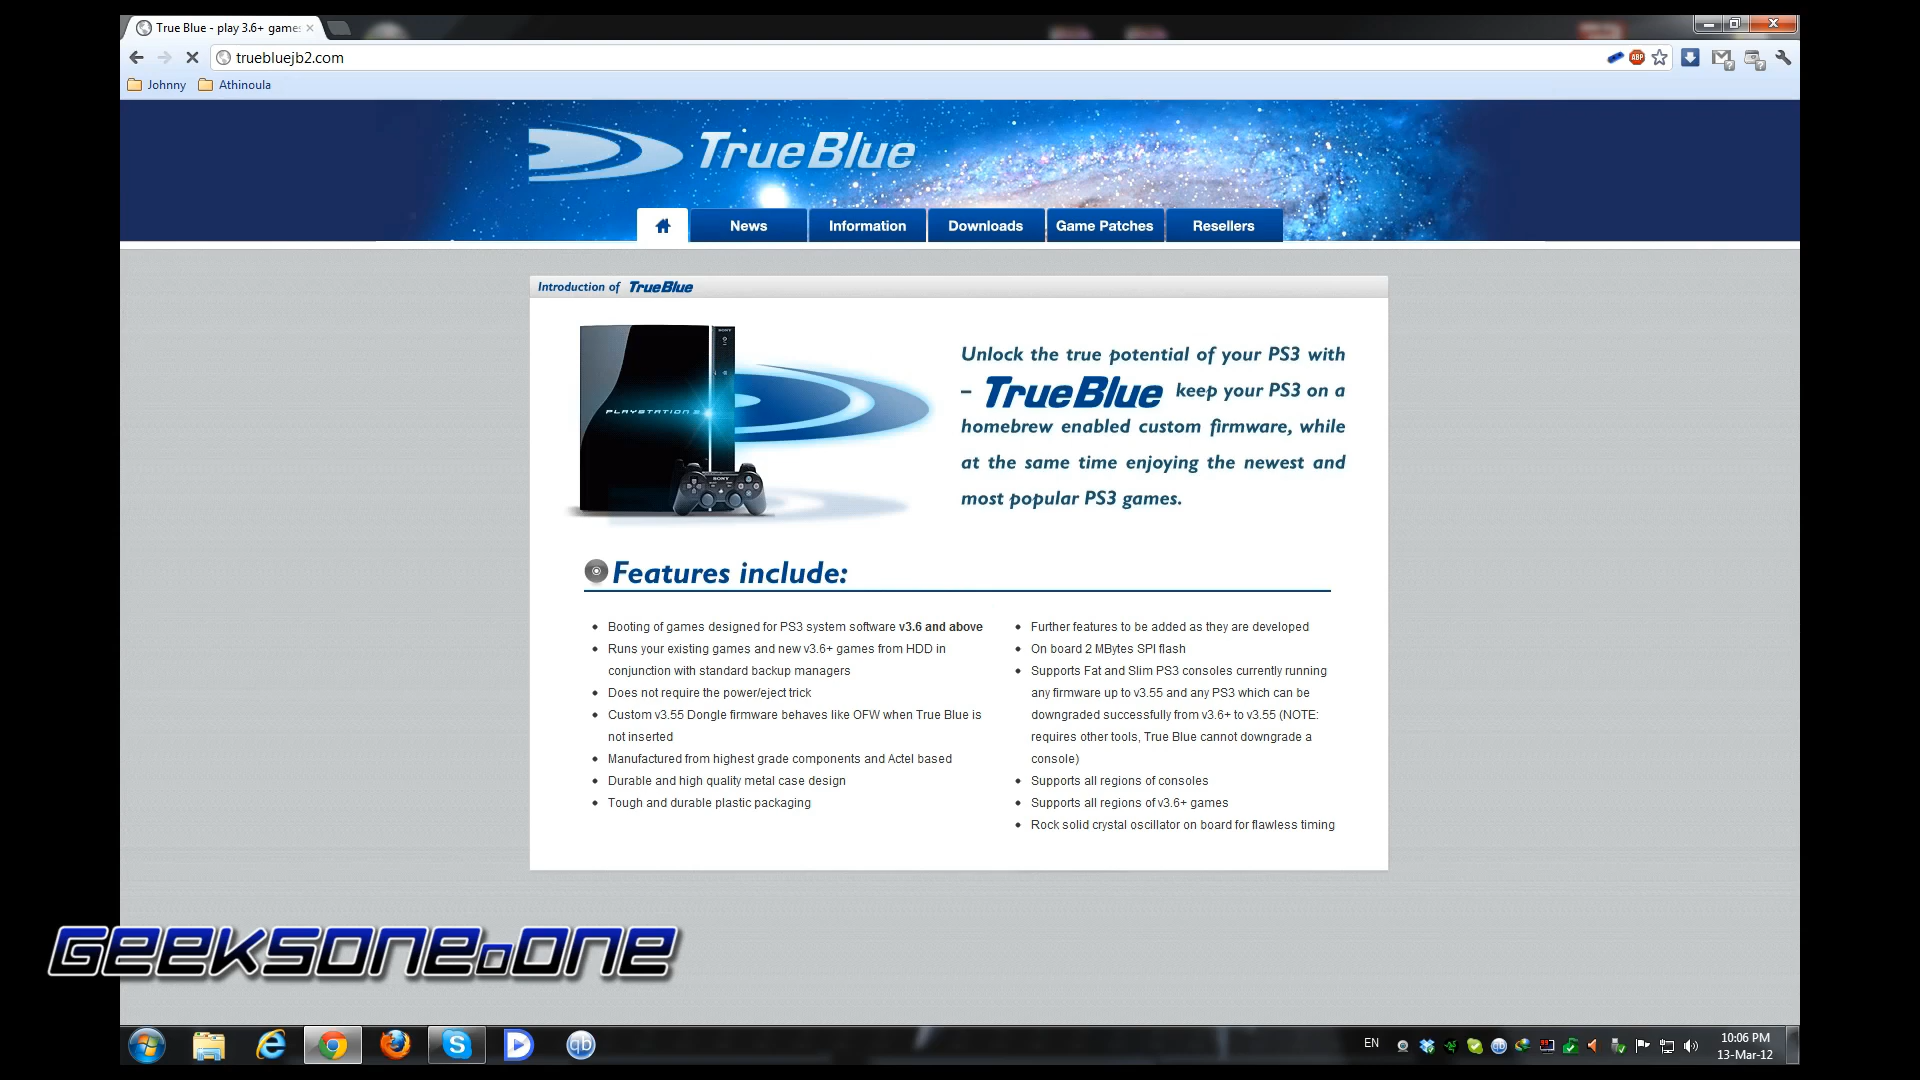 True Blue - play 3.6+ games
truebluejb2.com
ABP
Johnny
Athinoula
True Blue
News
Information
Downloads
Game Patches
Resellers
Introduction of True Blue
SONY
PLAYSTATION 3
SONY
Unlock the true potential of your PS3 with
– True Blue keep your PS3 on a
homebrew enabled custom firmware, while
at the same time enjoying the newest and
most popular PS3 games.
Features include:
Booting of games designed for PS3 system software v3.6 and above
Runs your existing games and new v3.6+ games from HDD in
conjunction with standard backup managers
Does not require the power/eject trick
Custom v3.55 Dongle firmware behaves like OFW when True Blue is
not inserted
Manufactured from highest grade components and Actel based
Durable and high quality metal case design
Tough and durable plastic packaging
Further features to be added as they are developed
On board 2 MBytes SPI flash
Supports Fat and Slim PS3 consoles currently running
any firmware up to v3.55 and any PS3 which can be
downgraded successfully from v3.6+ to v3.55 (NOTE:
requires other tools, True Blue cannot downgrade a
console)
Supports all regions of consoles
Supports all regions of v3.6+ games
Rock solid crystal oscillator on board for flawless timing
GEEKSONE.ONE
qb
EN
10:06 PM
13-Mar-12